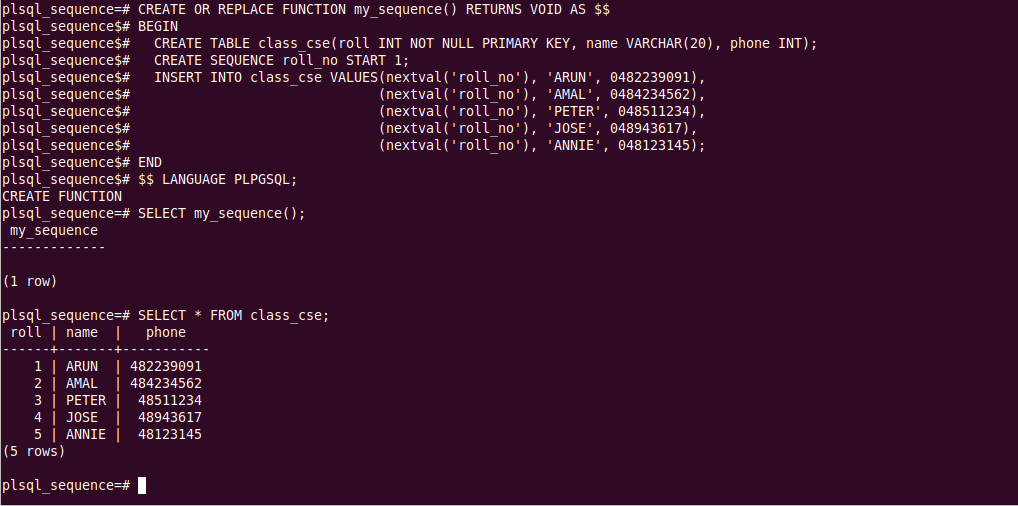 plsql_sequence=# CREATE OR REPLACE FUNCTION my_sequence() RETURNS VOID AS $$
plsql_sequence$# BEGIN
plsql_sequence$#   CREATE TABLE class_cse(roll INT NOT NULL PRIMARY KEY, name VARCHAR(20), phone INT);
plsql_sequence$#   CREATE SEQUENCE roll_no START 1;
plsql_sequence$#   INSERT INTO class_cse VALUES(nextval('roll_no'), 'ARUN', 0482239091),
plsql_sequence$#                               (nextval('roll_no'), 'AMAL', 0484234562),
plsql_sequence$#                               (nextval('roll_no'), 'PETER', 048511234),
plsql_sequence$#                               (nextval('roll_no'), 'JOSE', 048943617),
plsql_sequence$#                               (nextval('roll_no'), 'ANNIE', 048123145);
plsql_sequence$# END
plsql_sequence$# $$ LANGUAGE PLPGSQL;
CREATE FUNCTION
plsql_sequence=# SELECT my_sequence();
 my_sequence
-------------
(1 row)
plsql_sequence=# SELECT * FROM class_cse;
 roll | name  |   phone
------+-------+-----------
    1 | ARUN  | 482239091
    2 | AMAL  | 484234562
    3 | PETER |  48511234
    4 | JOSE  |  48943617
    5 | ANNIE |  48123145
(5 rows)
plsql_sequence=#